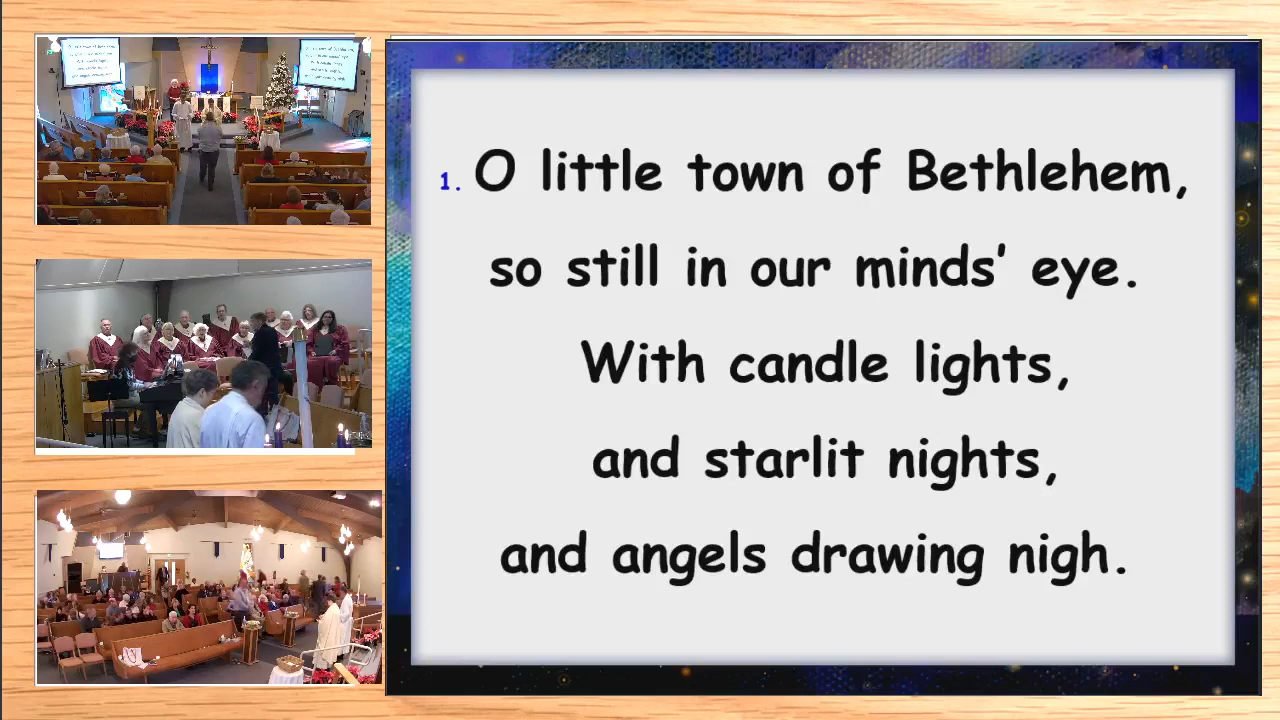 1. O little town of Bethlehem,
so still in our minds’ eye.
With candle lights,
and starlit nights,
and angels drawing nigh.